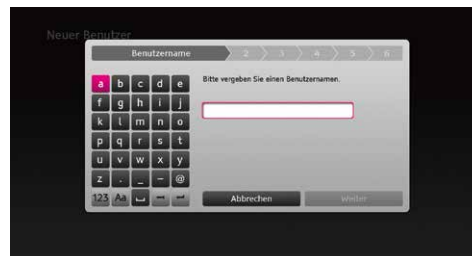 Neuer Benutzer
Benutzername 2 3 4 5 6
Bitte vergeben Sie einen Benutzernamen.
a b c d e
f g h i j
k l m n o
p q r s t
u v w x y
z . _ - @
123 Aa
Abbrechen Weiter